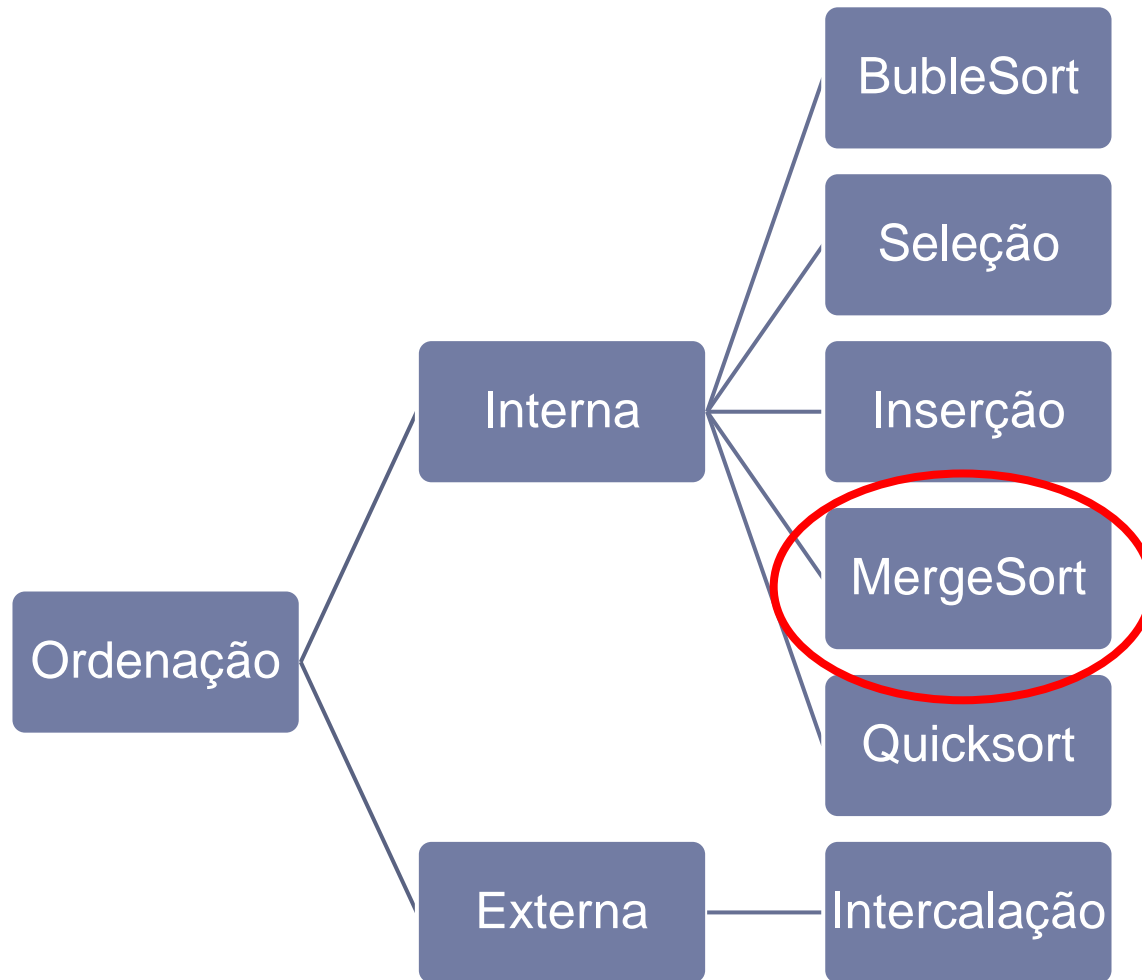 BubleSort
Seleção
Interna
Inserção
MergeSort
Ordenação
Quicksort
Externa
Intercalação